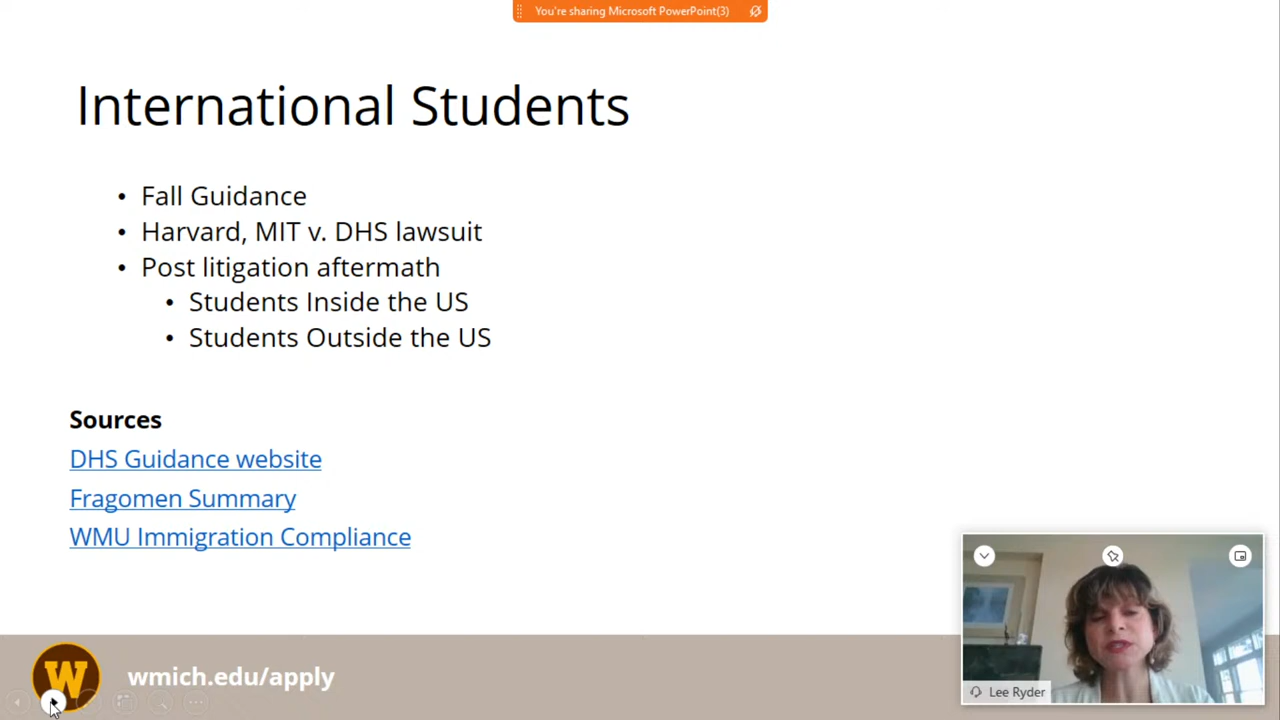 You're sharing Microsoft PowerPoint(3)
International Students
• Fall Guidance
• Harvard, MIT v. DHS lawsuit
• Post litigation aftermath
• Students Inside the US
• Students Outside the US
Sources
DHS Guidance website
Fragomen Summary
WMU Immigration Compliance
W
wmich.edu/apply
Lee Ryder